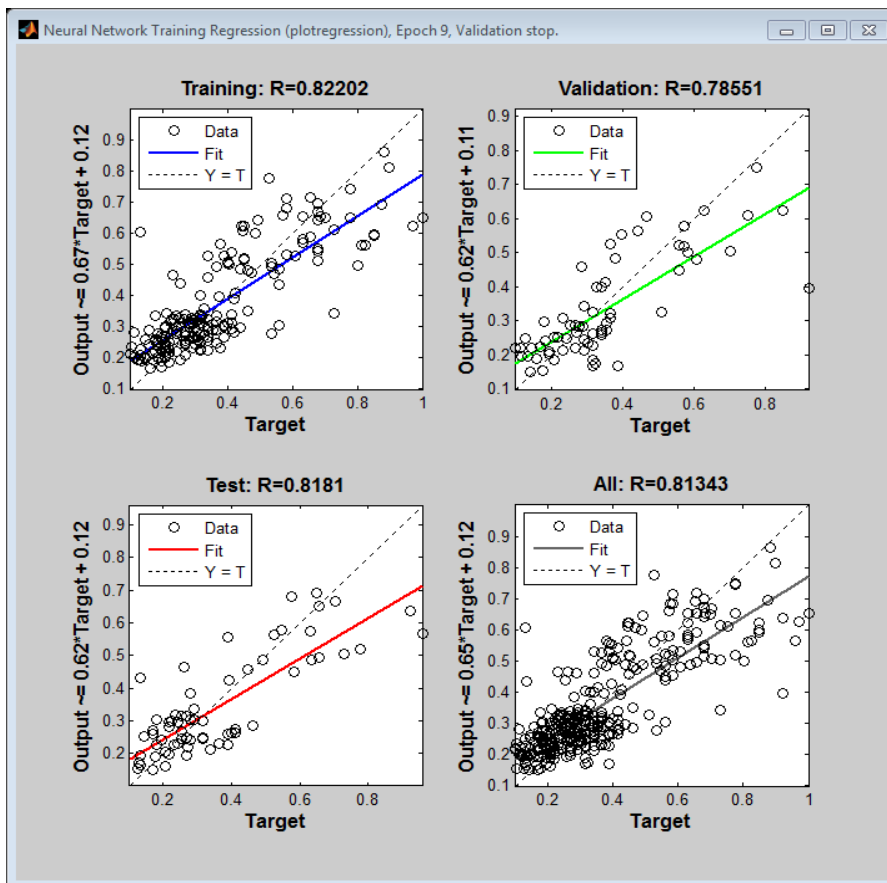 Neural Network Training Regression (plotregression), Epoch 9, Validation stop.
Training: R=0.82202
Output ~= 0.67*Target + 0.12
Data
Fit
Y = T
0.9
0.8
0.7
0.6
0.5
0.4
0.3
0.2
0.1
0.2 0.4 0.6 0.8 1
Target
Validation: R=0.78551
Output ~= 0.62*Target + 0.11
Data
Fit
Y = T
0.9
0.8
0.7
0.6
0.5
0.4
0.3
0.2
0.1
0.2 0.4 0.6 0.8
Target
Test: R=0.8181
Output ~= 0.62*Target + 0.12
Data
Fit
Y = T
0.9
0.8
0.7
0.6
0.5
0.4
0.3
0.2
0.2 0.4 0.6 0.8
Target
All: R=0.81343
Output ~= 0.65*Target + 0.12
Data
Fit
Y = T
1
0.9
0.8
0.7
0.6
0.5
0.4
0.3
0.2
0.1
0.2 0.4 0.6 0.8 1
Target